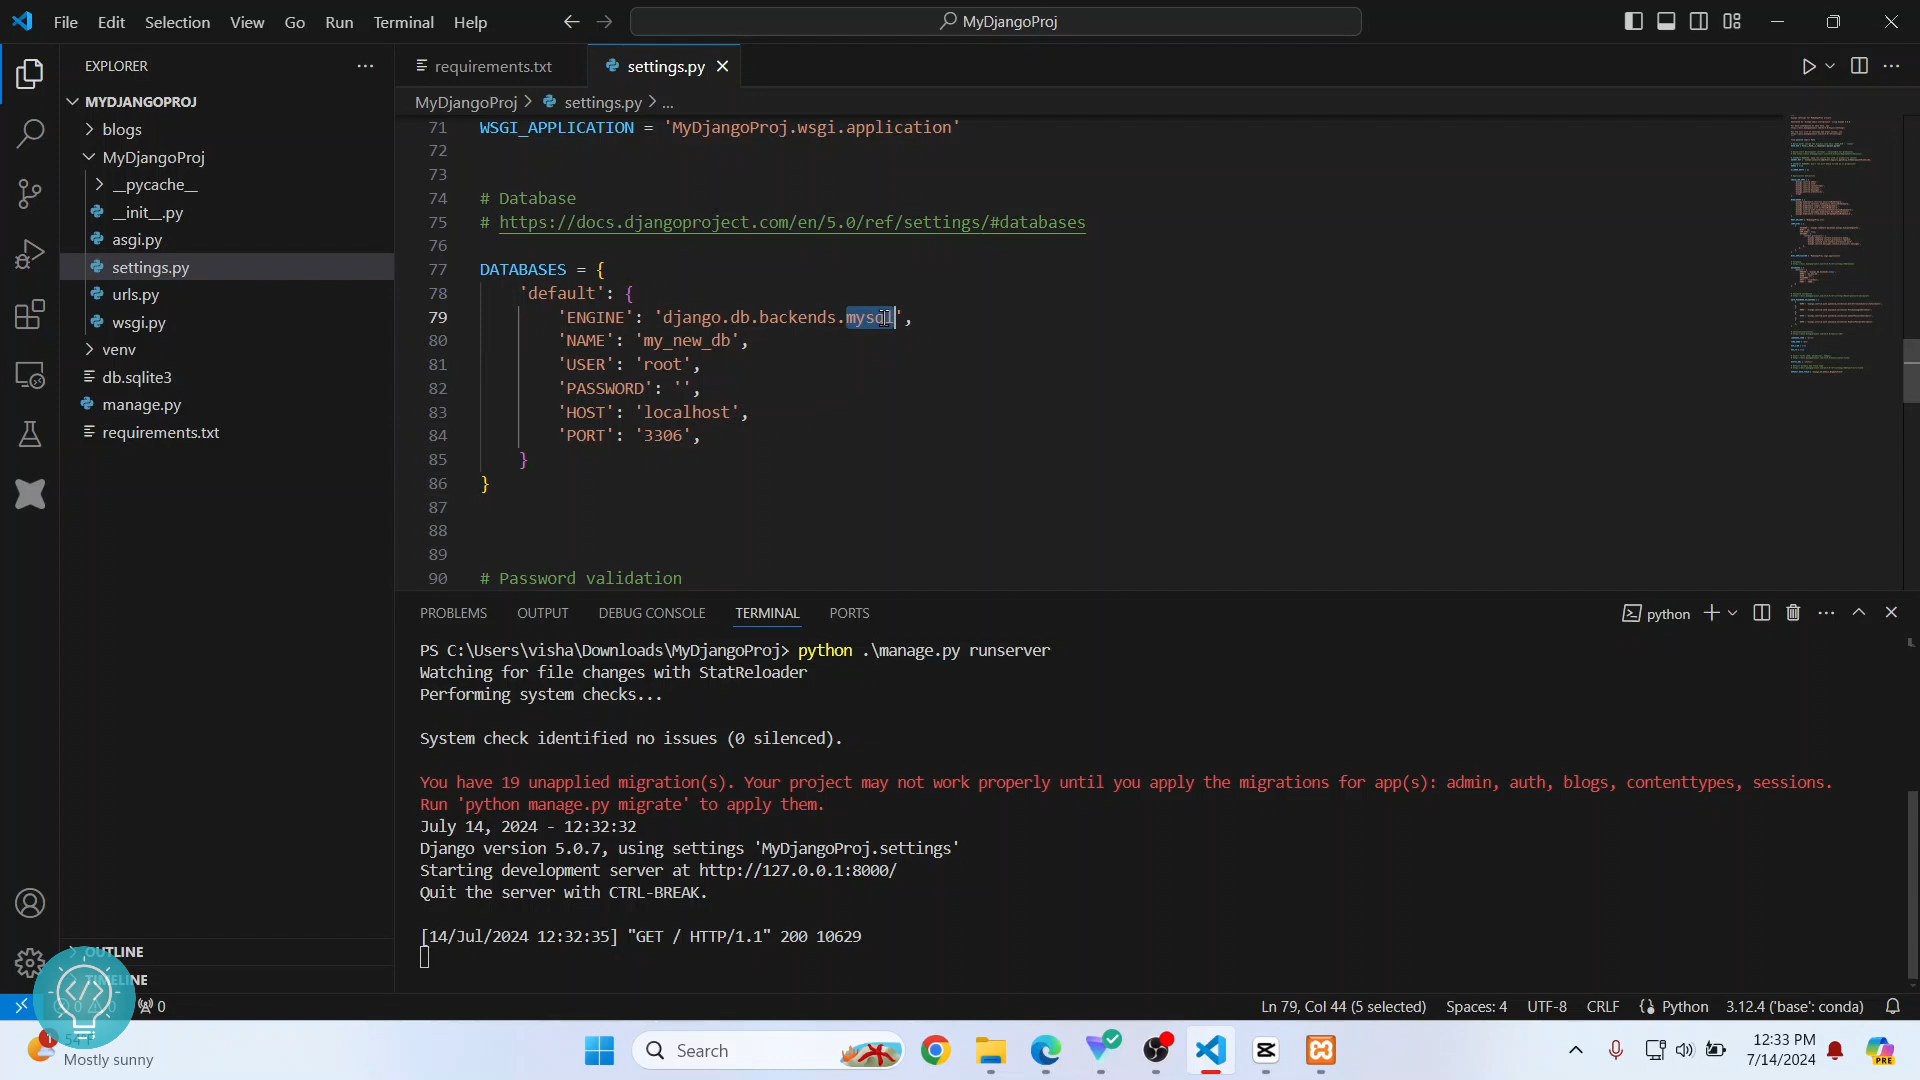 File Edit Selection View Go Run Terminal Help
MyDjangoProj
EXPLORER
requirements.txt
settings.py
MYDJANGOPROJ
blogs
MyDjangoProj
__pycache__
__init__.py
asgi.py
settings.py
urls.py
wsgi.py
venv
db.sqlite3
manage.py
requirements.txt
OUTLINE
TIMELINE
MyDjangoProj > settings.py > ...
71 WSGI_APPLICATION = 'MyDjangoProj.wsgi.application'
72
73
74 # Database
75 # https://docs.djangoproject.com/en/5.0/ref/settings/#databases
76
77 DATABASES = {
78 'default': {
79 'ENGINE': 'django.db.backends.mysql',
80 'NAME': 'my_new_db',
81 'USER': 'root',
82 'PASSWORD': '',
83 'HOST': 'localhost',
84 'PORT': '3306',
85 }
86 }
87
88
89
90 # Password validation
PROBLEMS OUTPUT DEBUG CONSOLE TERMINAL PORTS
python
PS C:\Users\visha\Downloads\MyDjangoProj> python .\manage.py runserver
Watching for file changes with StatReloader
Performing system checks...
System check identified no issues (0 silenced).
You have 19 unapplied migration(s). Your project may not work properly until you apply the migrations for app(s): admin, auth, blogs, contenttypes, sessions.
Run 'python manage.py migrate' to apply them.
July 14, 2024 - 12:32:32
Django version 5.0.7, using settings 'MyDjangoProj.settings'
Starting development server at http://127.0.0.1:8000/
Quit the server with CTRL-BREAK.
[14/Jul/2024 12:32:35] "GET / HTTP/1.1" 200 10629
0
Ln 79, Col 44 (5 selected) Spaces: 4 UTF-8 CRLF Python 3.12.4 ('base': conda)
Mostly sunny
Search
12:33 PM
7/14/2024
PRE